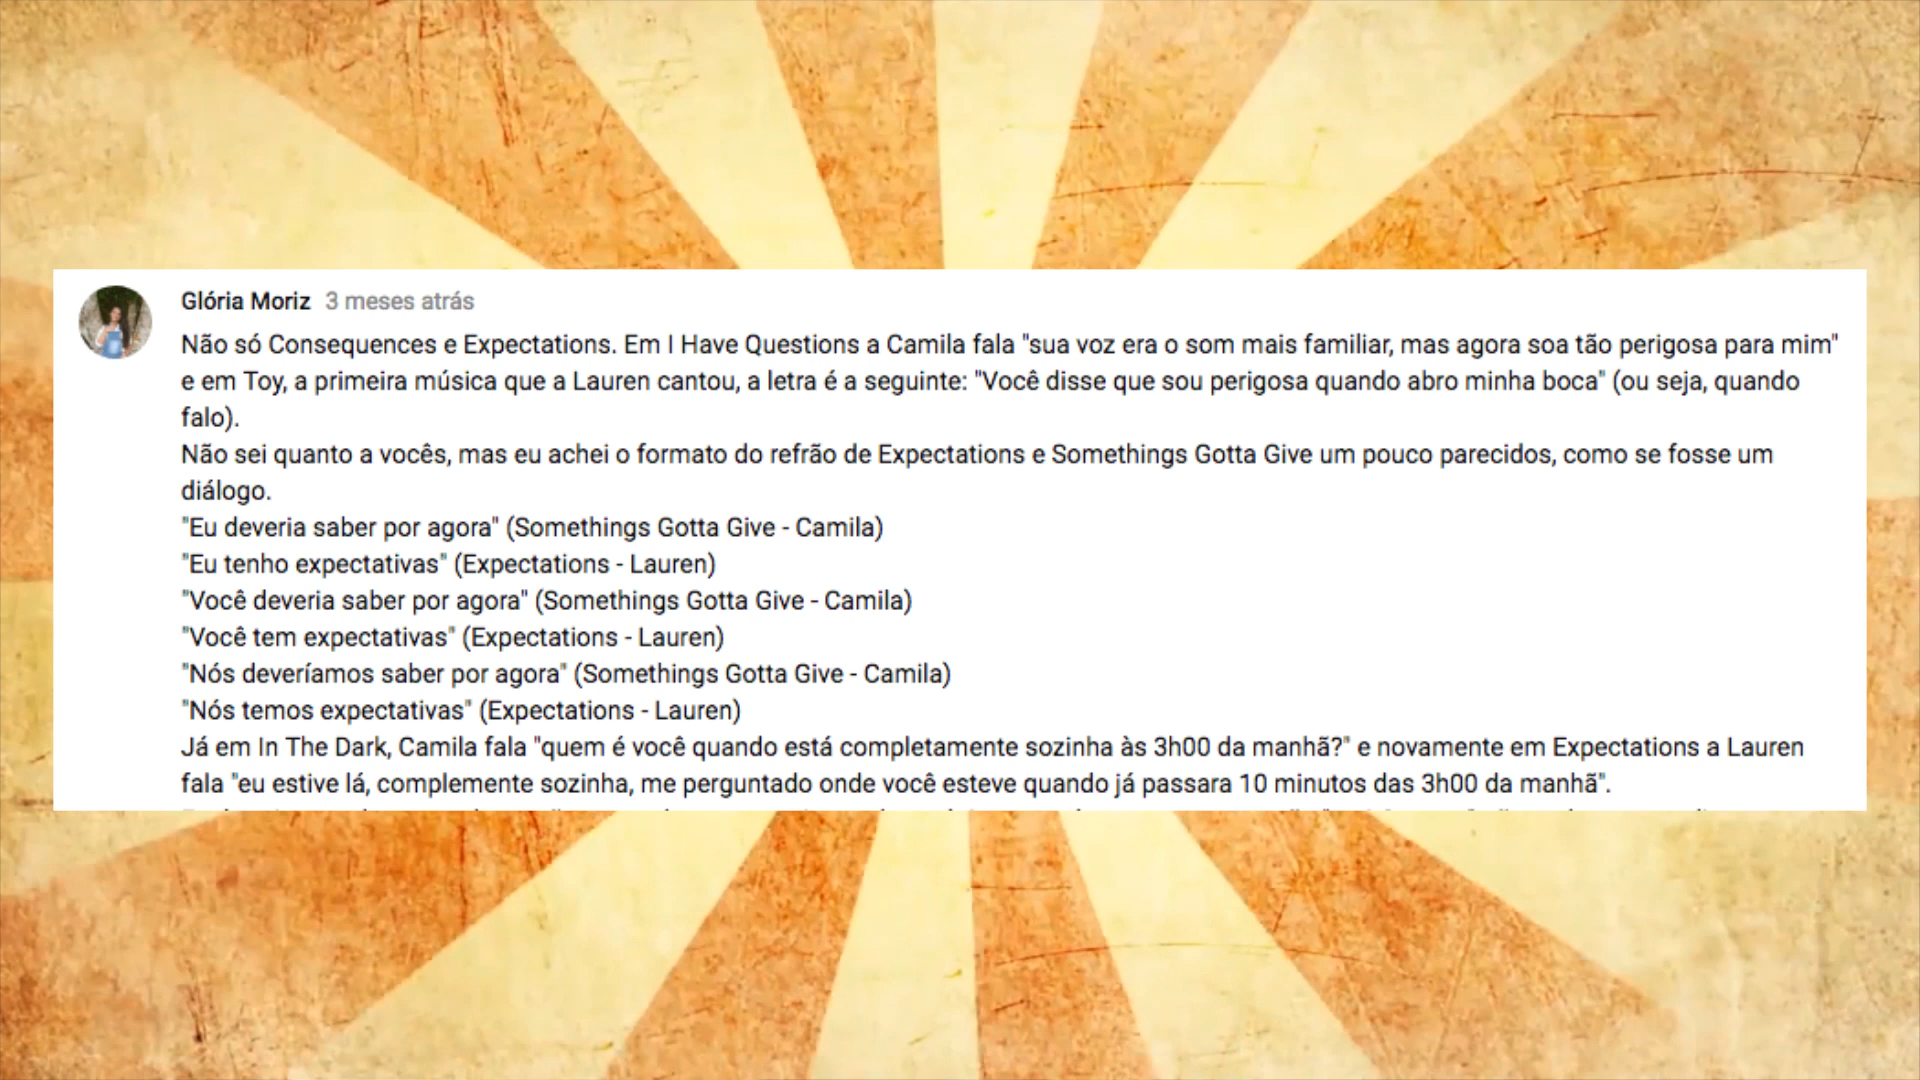 Glória Moriz 3 meses atrás
Não só Consequences e Expectations. Em I Have Questions a Camila fala "sua voz era o som mais familiar, mas agora soa tão perigosa para mim"
e em Toy, a primeira música que a Lauren cantou, a letra é a seguinte: "Você disse que sou perigosa quando abro minha boca" (ou seja, quando
falo).
Não sei quanto a vocês, mas eu achei o formato do refrão de Expectations e Somethings Gotta Give um pouco parecidos, como se fosse um
diálogo.
"Eu deveria saber por agora" (Somethings Gotta Give - Camila)
"Eu tenho expectativas" (Expectations - Lauren)
"Você deveria saber por agora" (Somethings Gotta Give - Camila)
"Você tem expectativas" (Expectations - Lauren)
"Nós deveríamos saber por agora" (Somethings Gotta Give - Camila)
"Nós temos expectativas" (Expectations - Lauren)
Já em In The Dark, Camila fala "quem é você quando está completamente sozinha às 3h00 da manhã?" e novamente em Expectations a Lauren
fala "eu estive lá, complemente sozinha, me perguntado onde você esteve quando já passara 10 minutos das 3h00 da manhã".